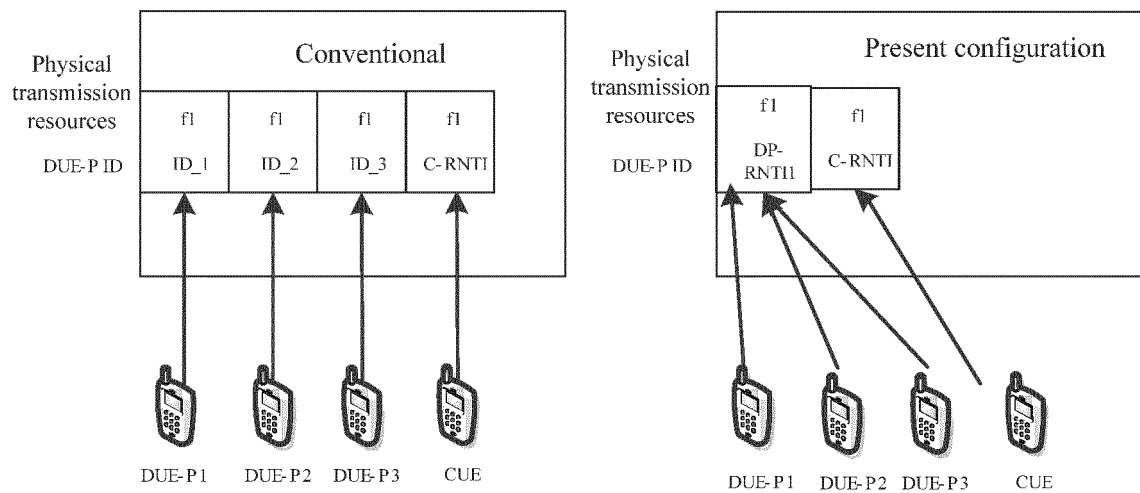 Conventional
Physical
transmission
resources
f1
f1
f1
f1
DUE-P ID
ID_1
ID_2
ID_3
C-RNTI
DUE-P1
DUE-P2
DUE-P3
CUE
Present configuration
Physical
transmission
resources
f1
f1
DUE-P ID
DP-
RNTI1
C-RNTI
DUE-P1
DUE-P2
DUE-P3
CUE